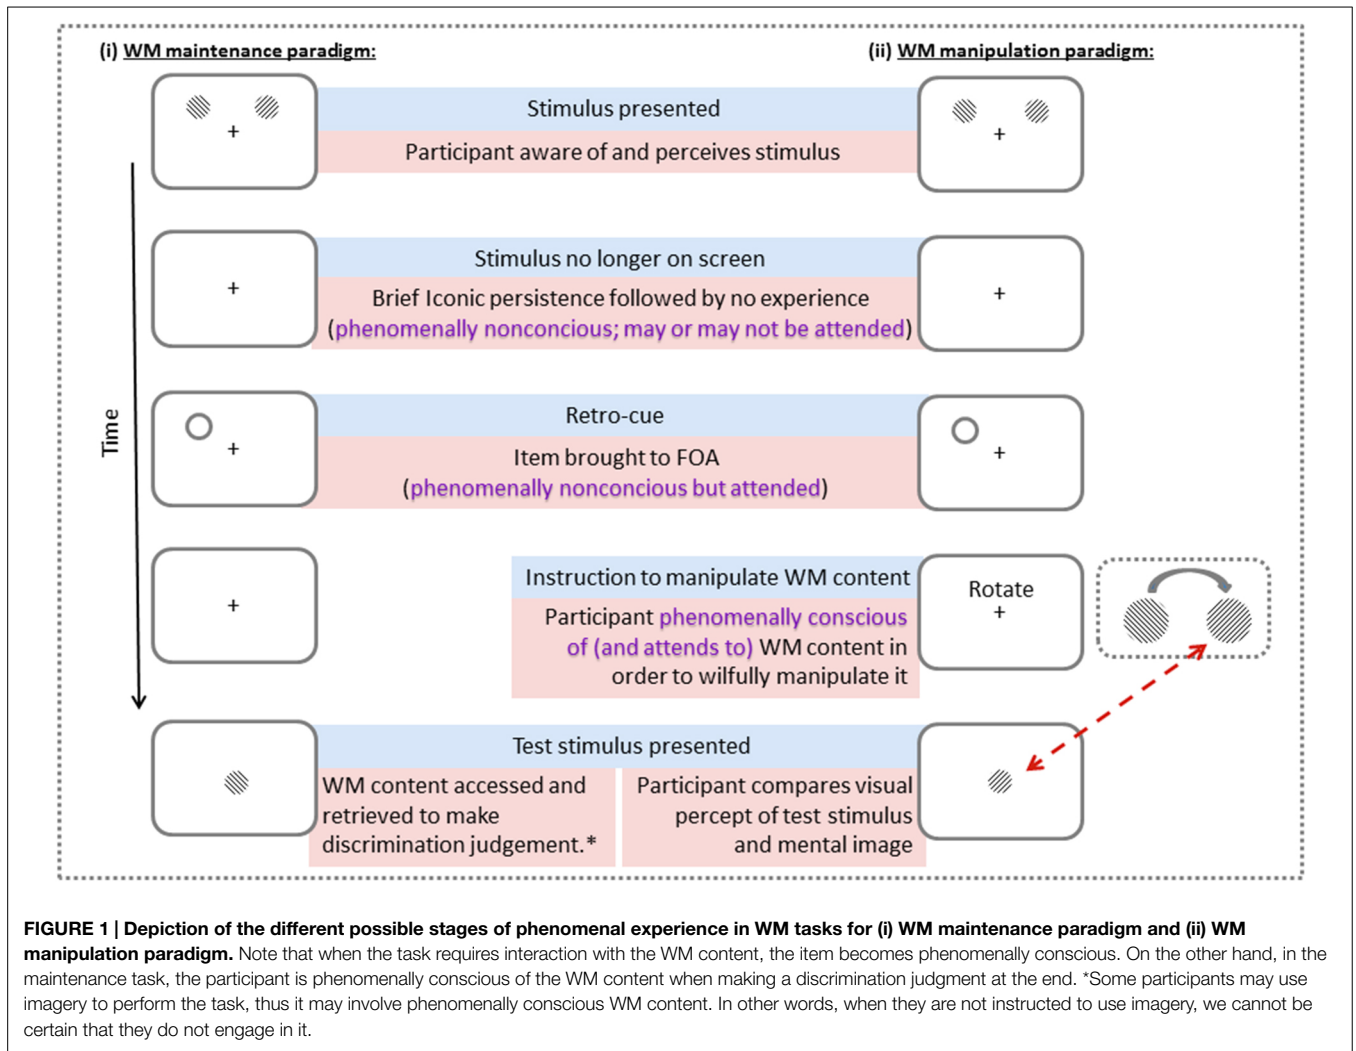 (i) WM maintenance paradigm:
(ii) WM manipulation paradigm:
+
Stimulus presented
Participant aware of and perceives stimulus
+
Time
+
Stimulus no longer on screen
Brief Iconic persistence followed by no experience
(phenomenally nonconcious; may or may not be attended)
+
+
Retro-cue
Item brought to FOA
(phenomenally nonconcious but attended)
+
+
Instruction to manipulate WM content
Participant phenomenally conscious
of (and attends to) WM content in
order to wilfully manipulate it
Rotate
+
Test stimulus presented
WM content accessed and
retrieved to make
discrimination judgement.*
Participant compares visual
percept of test stimulus
and mental image
FIGURE 1 | Depiction of the different possible stages of phenomenal experience in WM tasks for (i) WM maintenance paradigm and (ii) WM
manipulation paradigm. Note that when the task requires interaction with the WM content, the item becomes phenomenally conscious. On the other hand, in the
maintenance task, the participant is phenomenally conscious of the WM content when making a discrimination judgment at the end. *Some participants may use
imagery to perform the task, thus it may involve phenomenally conscious WM content. In other words, when they are not instructed to use imagery, we cannot be
certain that they do not engage in it.